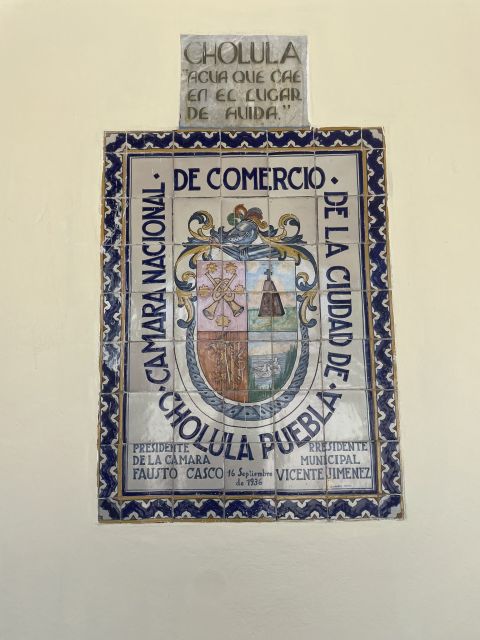 CHOLULA
"AGUA QUE CAE
EN EL LUGAR
DE HUIDA."
CAMARA NACIONAL · DE COMERCIO · DE LA CIUDAD DE ·
· CHOLULA PUEBLA ·
PRESIDENTE
DE LA CAMARA
FAUSTO CASCO
16 Septiembre
de 1936
PRESIDENTE
MUNICIPAL
VICENTE JIMENEZ